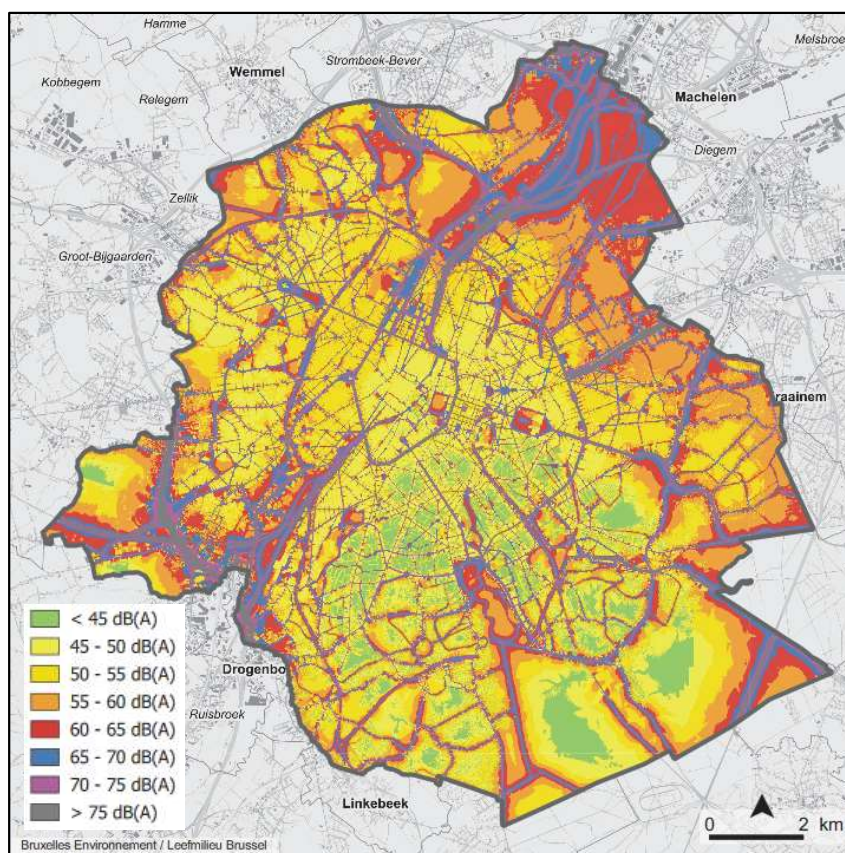 Hamme
Melsbroe
Wemmel
Strombeek-Bever
Kobbegem
Machelen
Relegem
Diegem
Zellik
Groot-Bijgaarden
raainem
< 45 dB(A)
45 - 50 dB(A)
50 - 55 dB(A)
55 - 60 dB(A)
60 - 65 dB(A)
65 - 70 dB(A)
70 - 75 dB(A)
> 75 dB(A)
Drogenbo
Ruisbroek
Linkebeek
0 2 km
Bruxelles Environnement / Leefmilieu Brussel